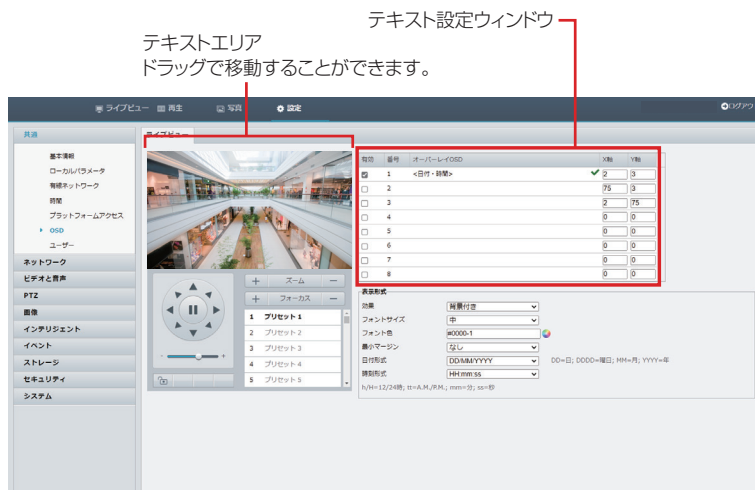 テキスト設定ウィンドウ
テキストエリア
ドラッグで移動することができます。
ライブビュー 再生 写真 設定 ログアウ
共通 ライブビュー
基本情報
ローカルパラメータ
有線ネットワーク
時間
プラットフォームアクセス
OSD
ユーザー
ネットワーク
ビデオと音声
PTZ
画像
インテリジェント
イベント
ストレージ
セキュリティ
システム
有効 番号 オーバーレイOSD X軸 Y軸
1 <日付・時間> 2 3
2 75 3
3 2 75
4 0 0
5 0 0
6 0 0
7 0 0
8 0 0
+ ズーム −
+ フォーカス −
1 プリセット 1
2 プリセット 2
3 プリセット 3
4 プリセット 4
5 プリセット 5
- +
表示形式
効果 背景付き
フォントサイズ 中
フォント色 #0000-1
最小マージン なし
日付形式 DD/MM/YYYY DD=日; DDDD=曜日; MM=月; YYYY=年
時刻形式 HH:mm:ss
h/H=12/24時; tt=A.M./P.M.; mm=分; ss=秒